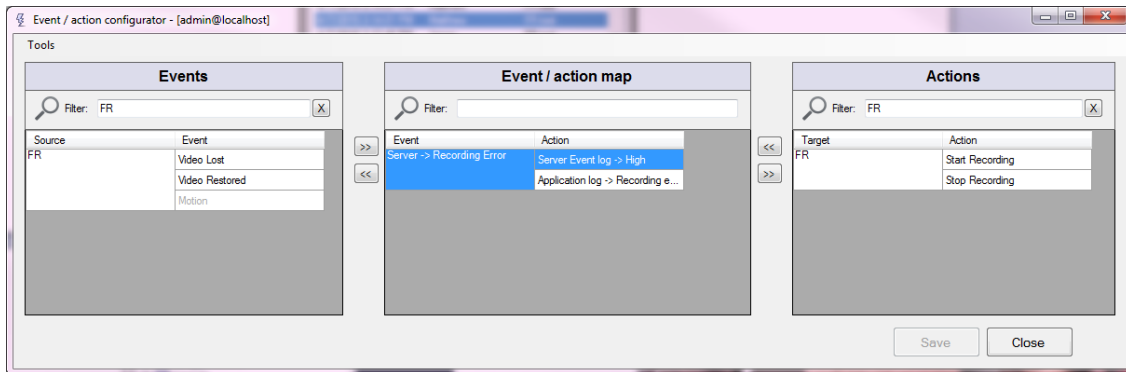 Event / action configurator - [admin@localhost]
Tools
Events
Filter: FR X
Source Event
FR Video Lost
Video Restored
Motion
>>
<<
Event / action map
Filter:
Event Action
Server -> Recording Error Server Event log -> High
Application log -> Recording e...
<<
>>
Actions
Filter: FR X
Target Action
FR Start Recording
Stop Recording
Save Close